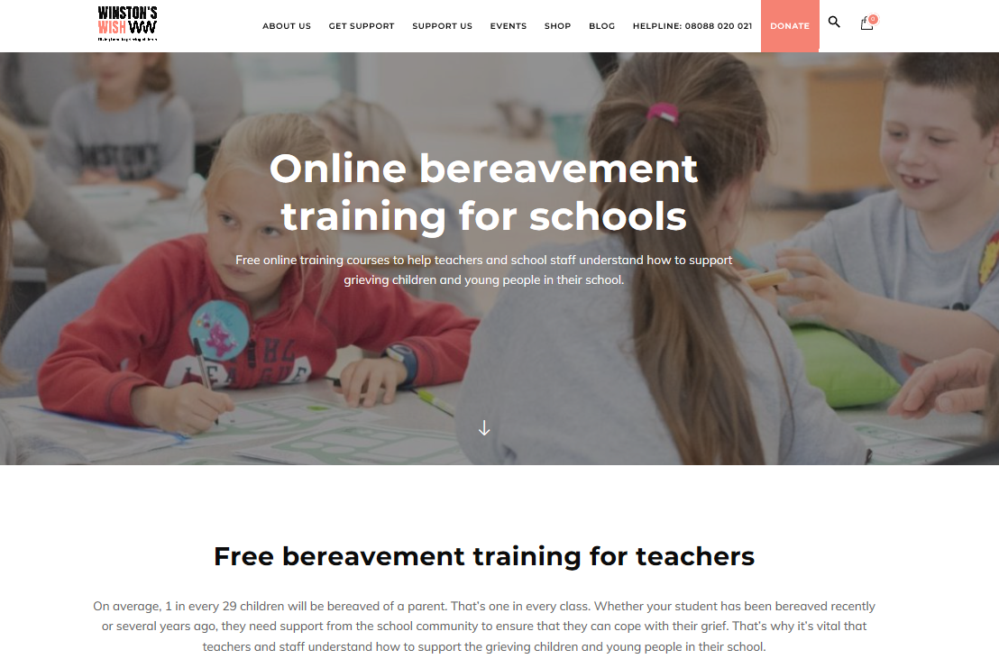 WINSTON'S
WISH WW
ABOUT US GET SUPPORT SUPPORT US EVENTS SHOP BLOG HELPLINE: 08088 020 021 DONATE 0
Online bereavement
training for schools
Free online training courses to help teachers and school staff understand how to support
grieving children and young people in their school.
Free bereavement training for teachers
On average, 1 in every 29 children will be bereaved of a parent. That's one in every class. Whether your student has been bereaved recently
or several years ago, they need support from the school community to ensure that they can cope with their grief. That's why it's vital that
teachers and staff understand how to support the grieving children and young people in their school.